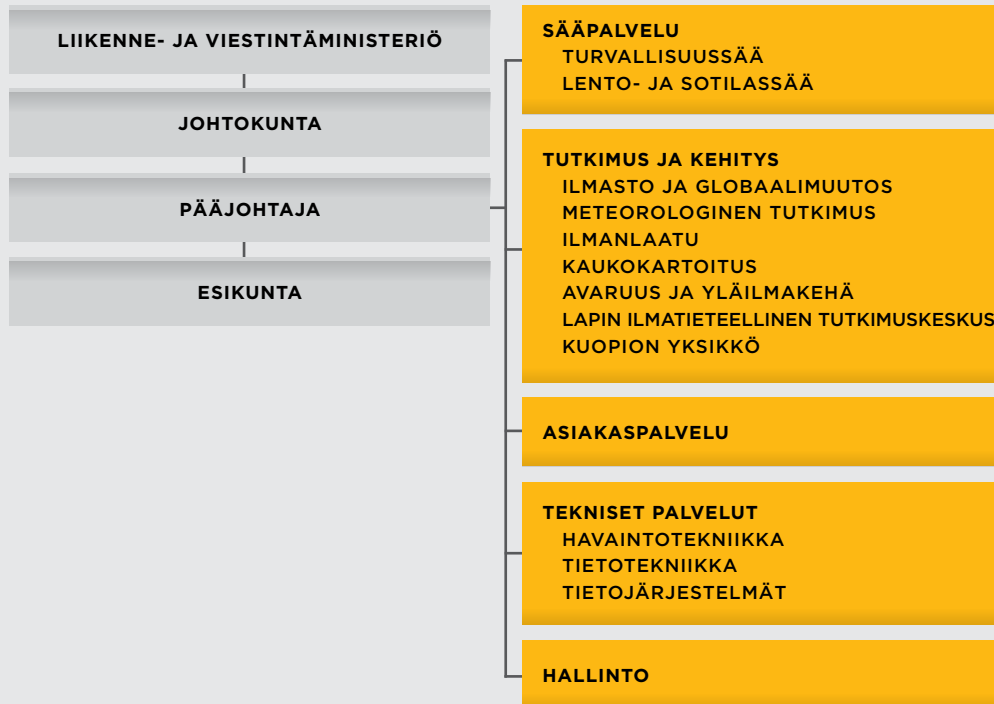 LIIKENNE- JA VIESTINTÄMINISTERIÖ
JOHTOKUNTA
PÄÄJOHTAJA
ESIKUNTA
SÄÄPALVELU
TURVALLISUUSSÄÄ
LENTO- JA SOTILASSÄÄ
TUTKIMUS JA KEHITYS
ILMASTO JA GLOBAALIMUUTOS
METEOROLOGINEN TUTKIMUS
ILMANLAATU
KAUKOKARTOITUS
AVARUUS JA YLÄILMAKEHÄ
LAPIN ILMATIETEELLINEN TUTKIMUSKESKUS
KUOPION YKSIKKÖ
ASIAKASPALVELU
TEKNISET PALVELUT
HAVAINTOTEKNIIKKA
TIETOTEKNIIKKA
TIETOJÄRJESTELMÄT
HALLINTO